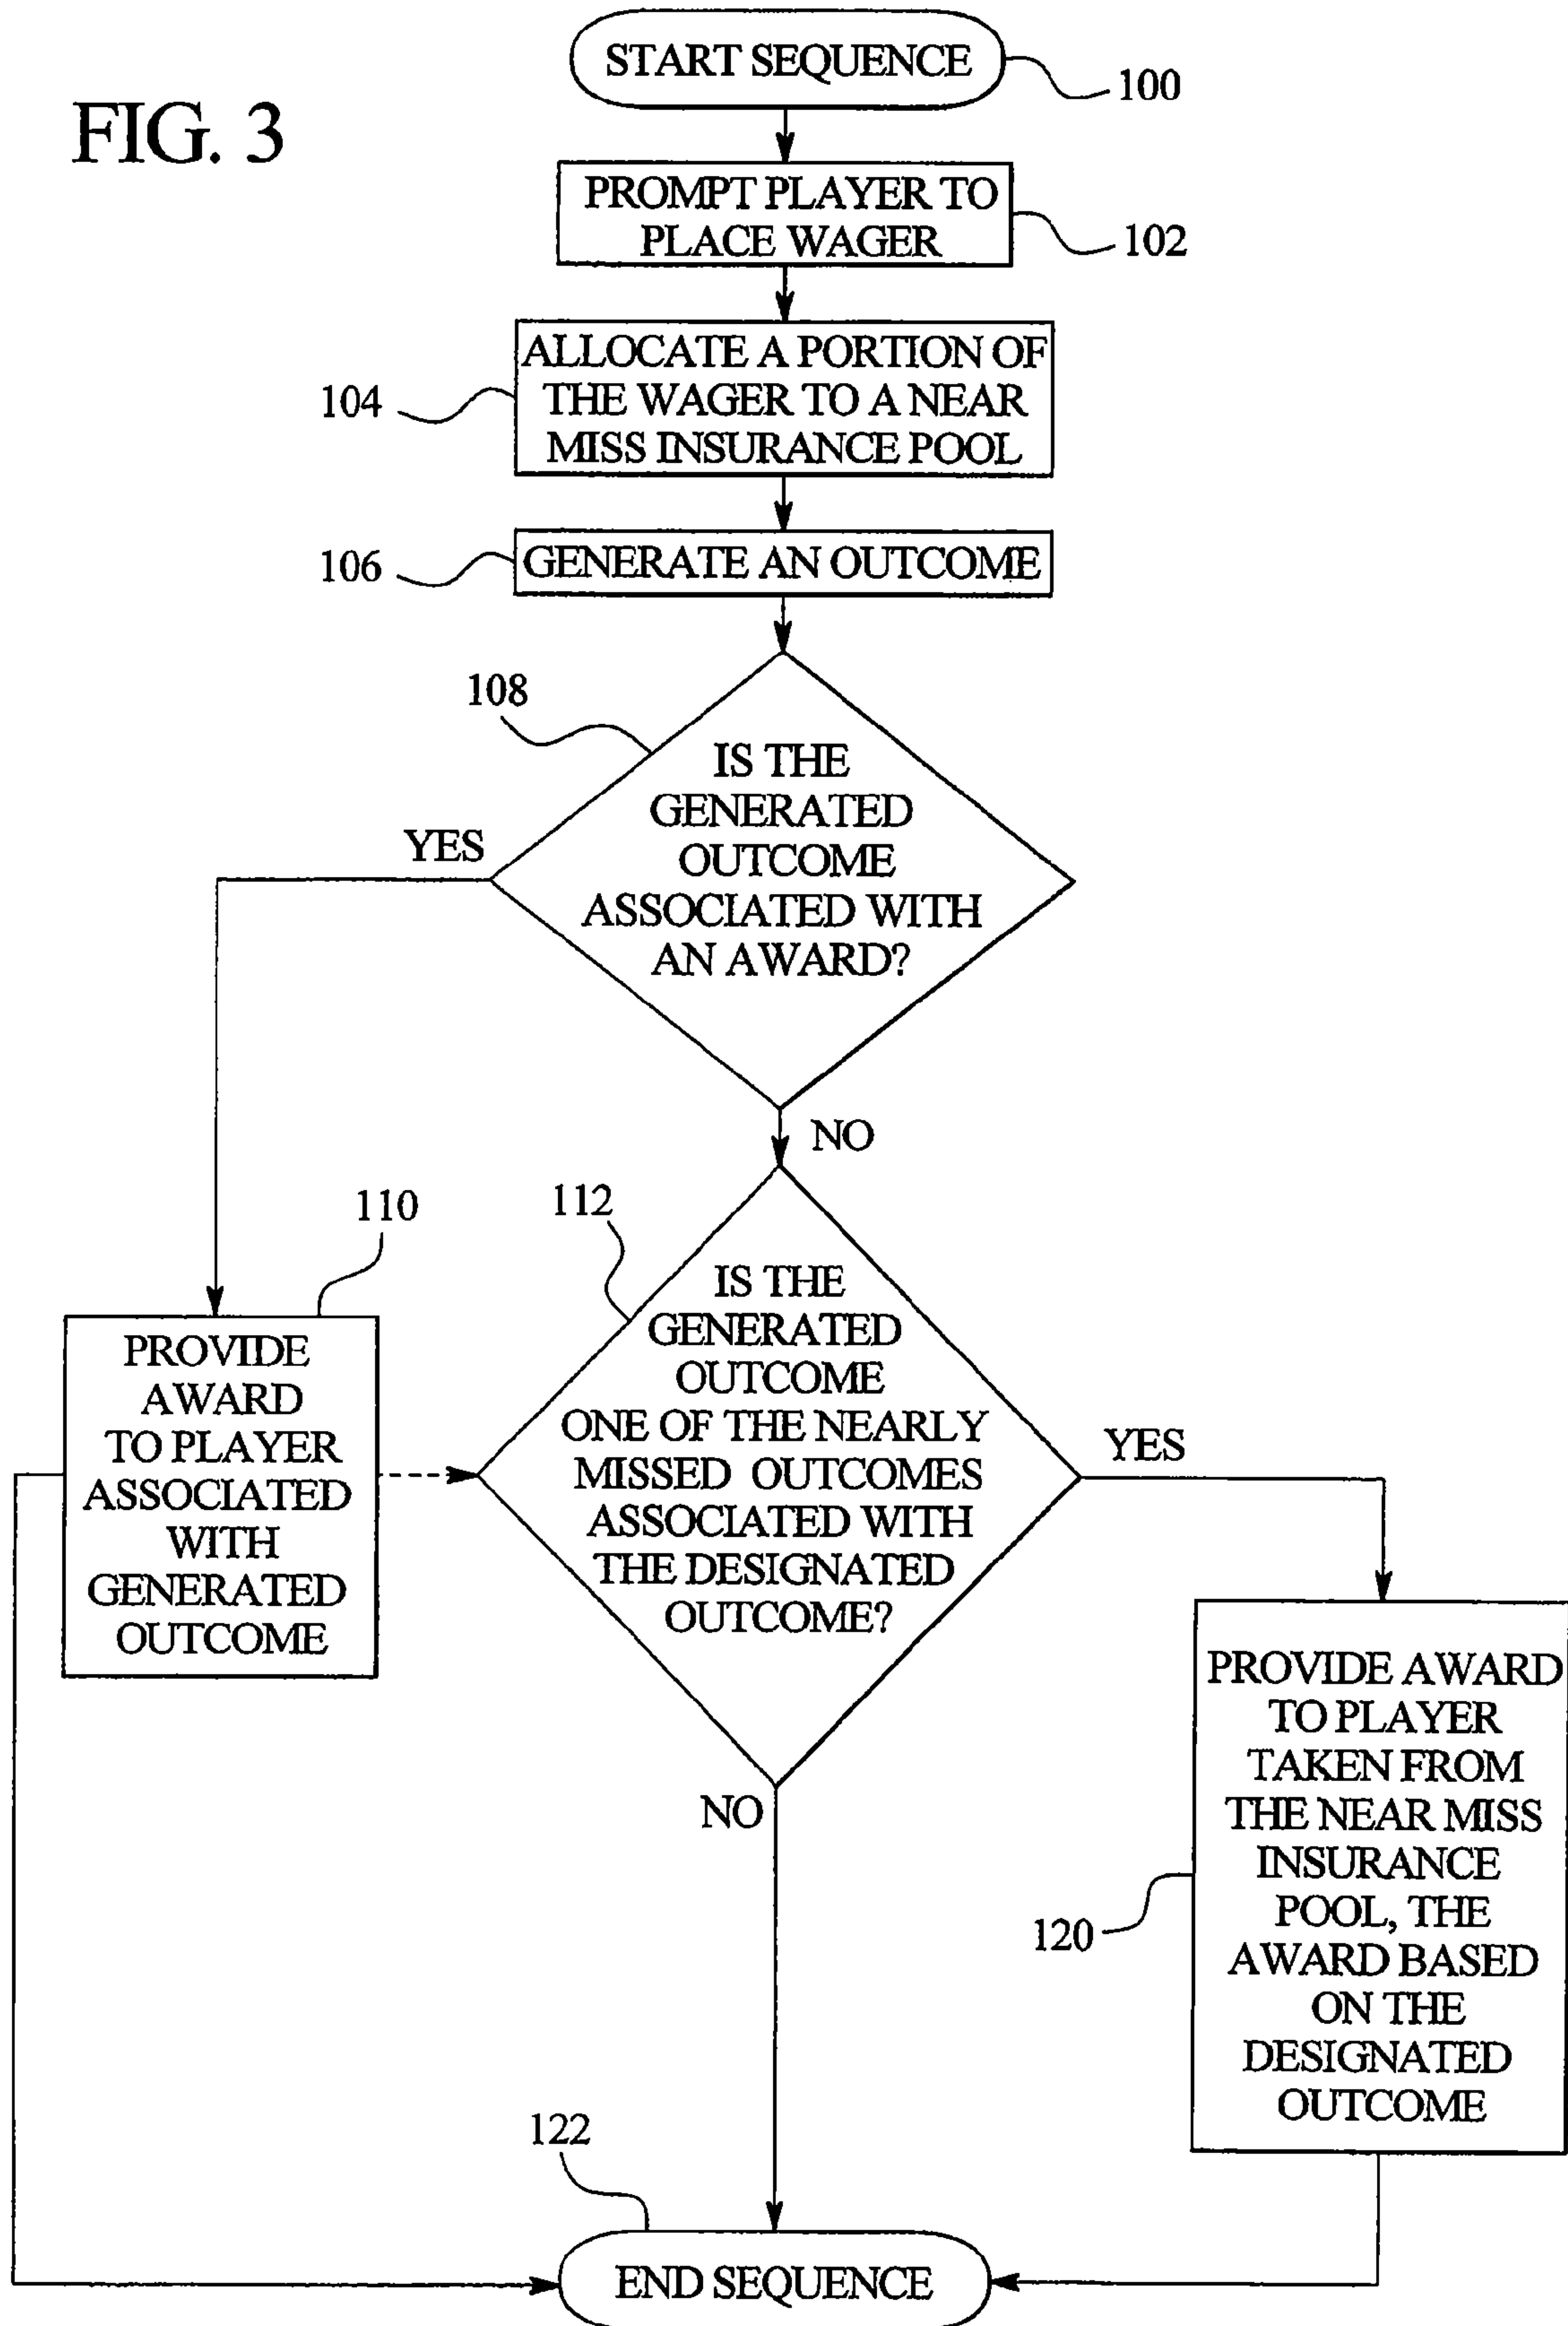 FIG. 3
START SEQUENCE
100
PROMPT PLAYER TO
PLACE WAGER
102
ALLOCATE A PORTION OF
THE WAGER TO A NEAR
MISS INSURANCE POOL
104
GENERATE AN OUTCOME
106
108
IS THE
GENERATED
OUTCOME
ASSOCIATED WITH
AN AWARD?
YES
NO
110
PROVIDE
AWARD
TO PLAYER
ASSOCIATED
WITH
GENERATED
OUTCOME
112
IS THE
GENERATED
OUTCOME
ONE OF THE NEARLY
MISSED OUTCOMES
ASSOCIATED WITH
THE DESIGNATED
OUTCOME?
YES
NO
PROVIDE AWARD
TO PLAYER
TAKEN FROM
THE NEAR MISS
INSURANCE
POOL, THE
AWARD BASED
ON THE
DESIGNATED
OUTCOME
120
122
END SEQUENCE